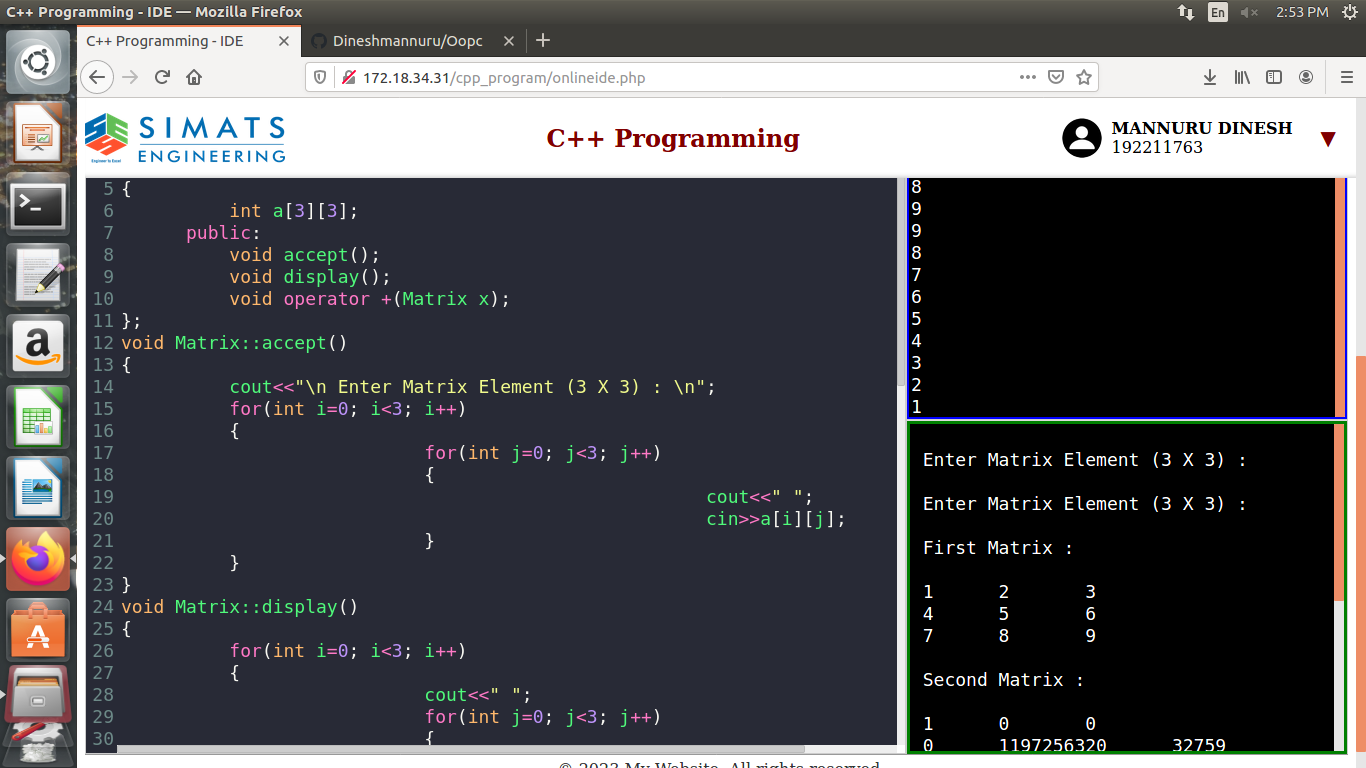 C++ Programming - IDE — Mozilla Firefox
En
2:53 PM
C++ Programming - IDE
Dineshmannuru/Oopc
172.18.34.31/cpp_program/onlineide.php
SIMATS
ENGINEERING
Engineer to Excel
C++ Programming
MANNURU DINESH
192211763
5 {
6 int a[3][3];
7 public:
8 void accept();
9 void display();
10 void operator +(Matrix x);
11 };
12 void Matrix::accept()
13 {
14 cout<<"\n Enter Matrix Element (3 X 3) : \n";
15 for(int i=0; i<3; i++)
16 {
17 for(int j=0; j<3; j++)
18 {
19 cout<<" ";
20 cin>>a[i][j];
21 }
22 }
23 }
24 void Matrix::display()
25 {
26 for(int i=0; i<3; i++)
27 {
28 cout<<" ";
29 for(int j=0; j<3; j++)
30 {
8
9
9
8
7
6
5
4
3
2
1
Enter Matrix Element (3 X 3) :
Enter Matrix Element (3 X 3) :
First Matrix :
1 2 3
4 5 6
7 8 9
Second Matrix :
1 0 0
0 1197256320 32759
© 2023 My Website. All rights reserved.